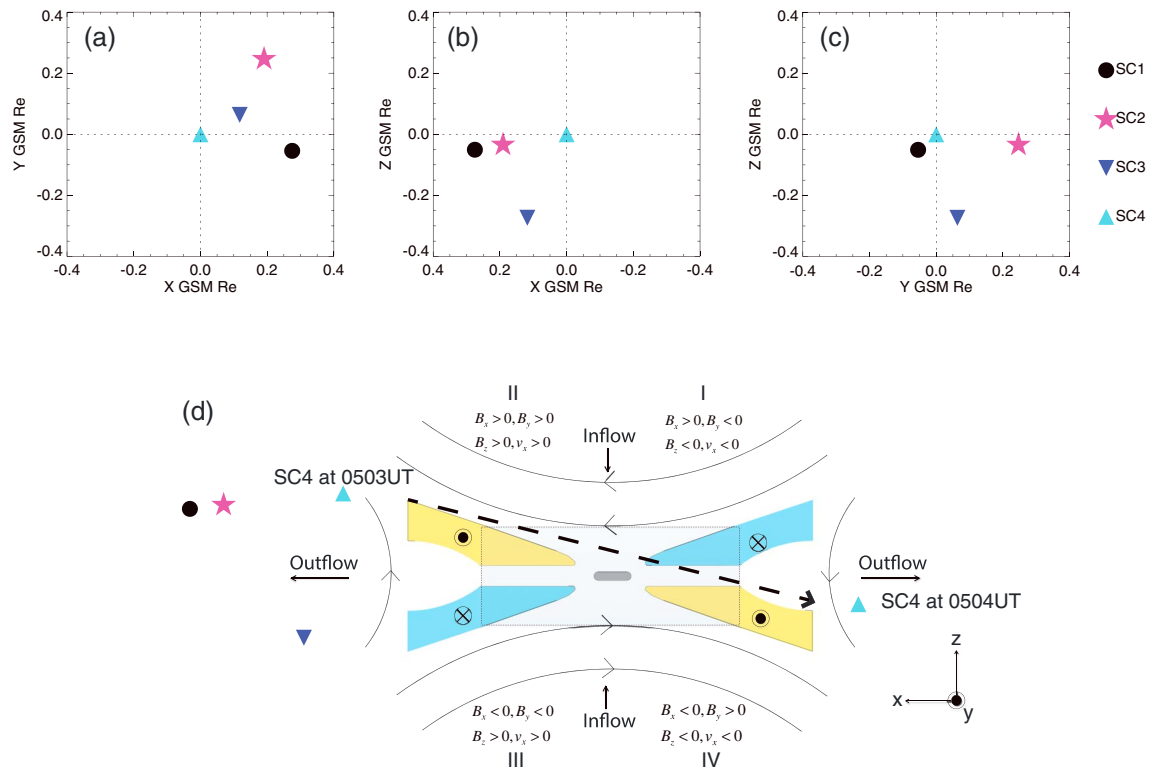 (a)
0.4
0.2
0.0
-0.2
-0.4
Y GSM Re
-0.4 -0.2 0.0 0.2 0.4
X GSM Re
(b)
0.4
0.2
0.0
-0.2
-0.4
Z GSM Re
0.4 0.2 0.0 -0.2 -0.4
X GSM Re
(c)
0.4
0.2
0.0
-0.2
-0.4
Z GSM Re
-0.4 -0.2 0.0 0.2 0.4
Y GSM Re
SC1
SC2
SC3
SC4
(d)
II
B_x > 0, B_y > 0
B_z > 0, v_x > 0
I
B_x > 0, B_y < 0
B_z < 0, v_x < 0
Inflow
SC4 at 0503UT
Outflow
Outflow
SC4 at 0504UT
z
x
y
B_x < 0, B_y < 0
B_z > 0, v_x > 0
III
Inflow
B_x < 0, B_y > 0
B_z < 0, v_x < 0
IV